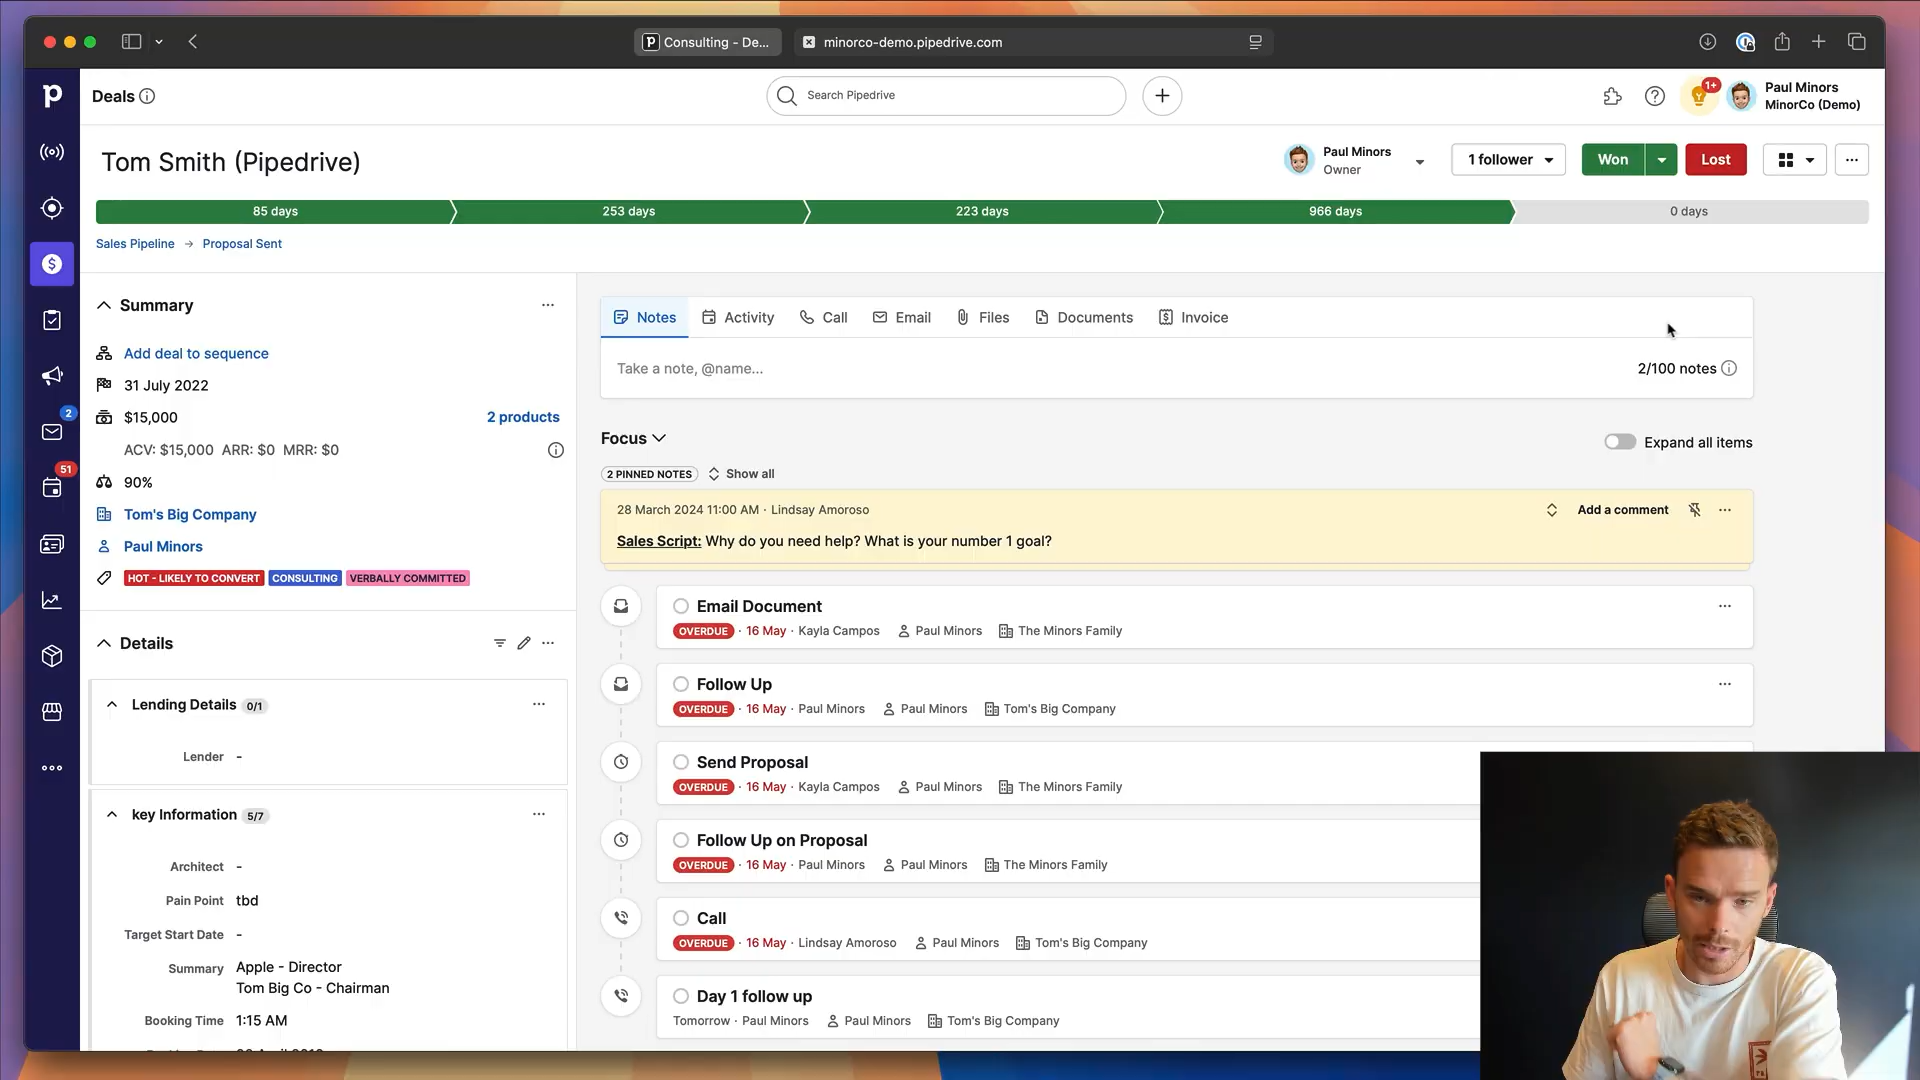 Consulting - De...
minorco-demo.pipedrive.com
Deals
Search Pipedrive
1+
Paul Minors
MinorCo (Demo)
Tom Smith (Pipedrive)
Paul Minors
Owner
1 follower
Won
Lost
85 days
253 days
223 days
966 days
0 days
Sales Pipeline → Proposal Sent
Summary
Add deal to sequence
31 July 2022
$15,000
2 products
ACV: $15,000 ARR: $0 MRR: $0
90%
Tom's Big Company
Paul Minors
HOT - LIKELY TO CONVERT
CONSULTING
VERBALLY COMMITTED
2
51
Details
Lending Details 0/1
Lender -
key Information 5/7
Architect -
Pain Point tbd
Target Start Date -
Summary Apple - Director
Tom Big Co - Chairman
Booking Time 1:15 AM
Notes
Activity
Call
Email
Files
Documents
Invoice
Take a note, @name...
2/100 notes
Focus
Expand all items
2 PINNED NOTES
Show all
28 March 2024 11:00 AM · Lindsay Amoroso
Add a comment
Sales Script: Why do you need help? What is your number 1 goal?
Email Document
OVERDUE · 16 May · Kayla Campos Paul Minors The Minors Family
Follow Up
OVERDUE · 16 May · Paul Minors Paul Minors Tom's Big Company
Send Proposal
OVERDUE · 16 May · Kayla Campos Paul Minors The Minors Family
Follow Up on Proposal
OVERDUE · 16 May · Paul Minors Paul Minors The Minors Family
Call
OVERDUE · 16 May · Lindsay Amoroso Paul Minors Tom's Big Company
Day 1 follow up
Tomorrow · Paul Minors Paul Minors Tom's Big Company